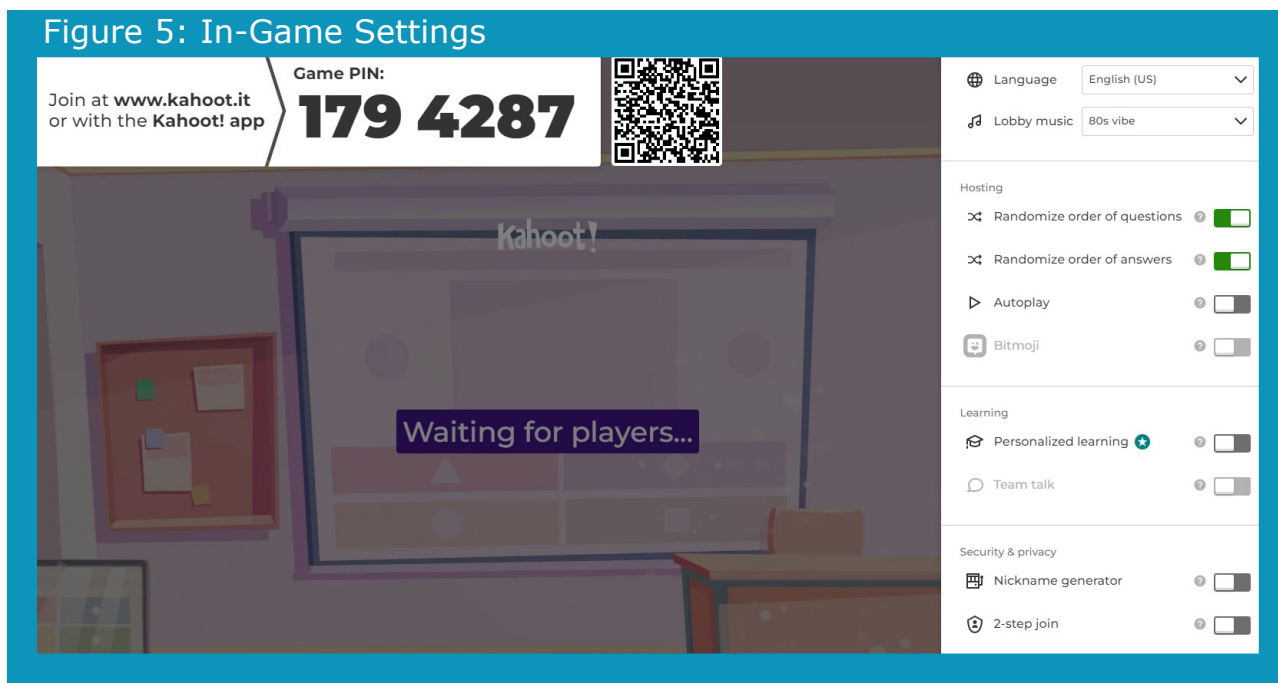 Figure 5: In-Game Settings
Join at www.kahoot.it
or with the Kahoot! app
Game PIN:
179 4287
Kahoot!
Waiting for players...
Language English (US)
Lobby music 80s vibe
Hosting
Randomize order of questions
Randomize order of answers
Autoplay
Bitmoji
Learning
Personalized learning
Team talk
Security & privacy
Nickname generator
2-step join